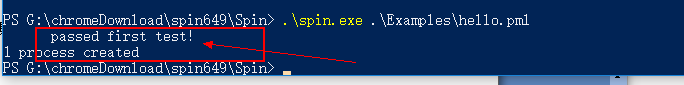 PS G:\chromeDownload\spin649\Spin> .\spin.exe .\Examples\hello.pml
passed first test!
1 process created
PS G:\chromeDownload\spin649\Spin>